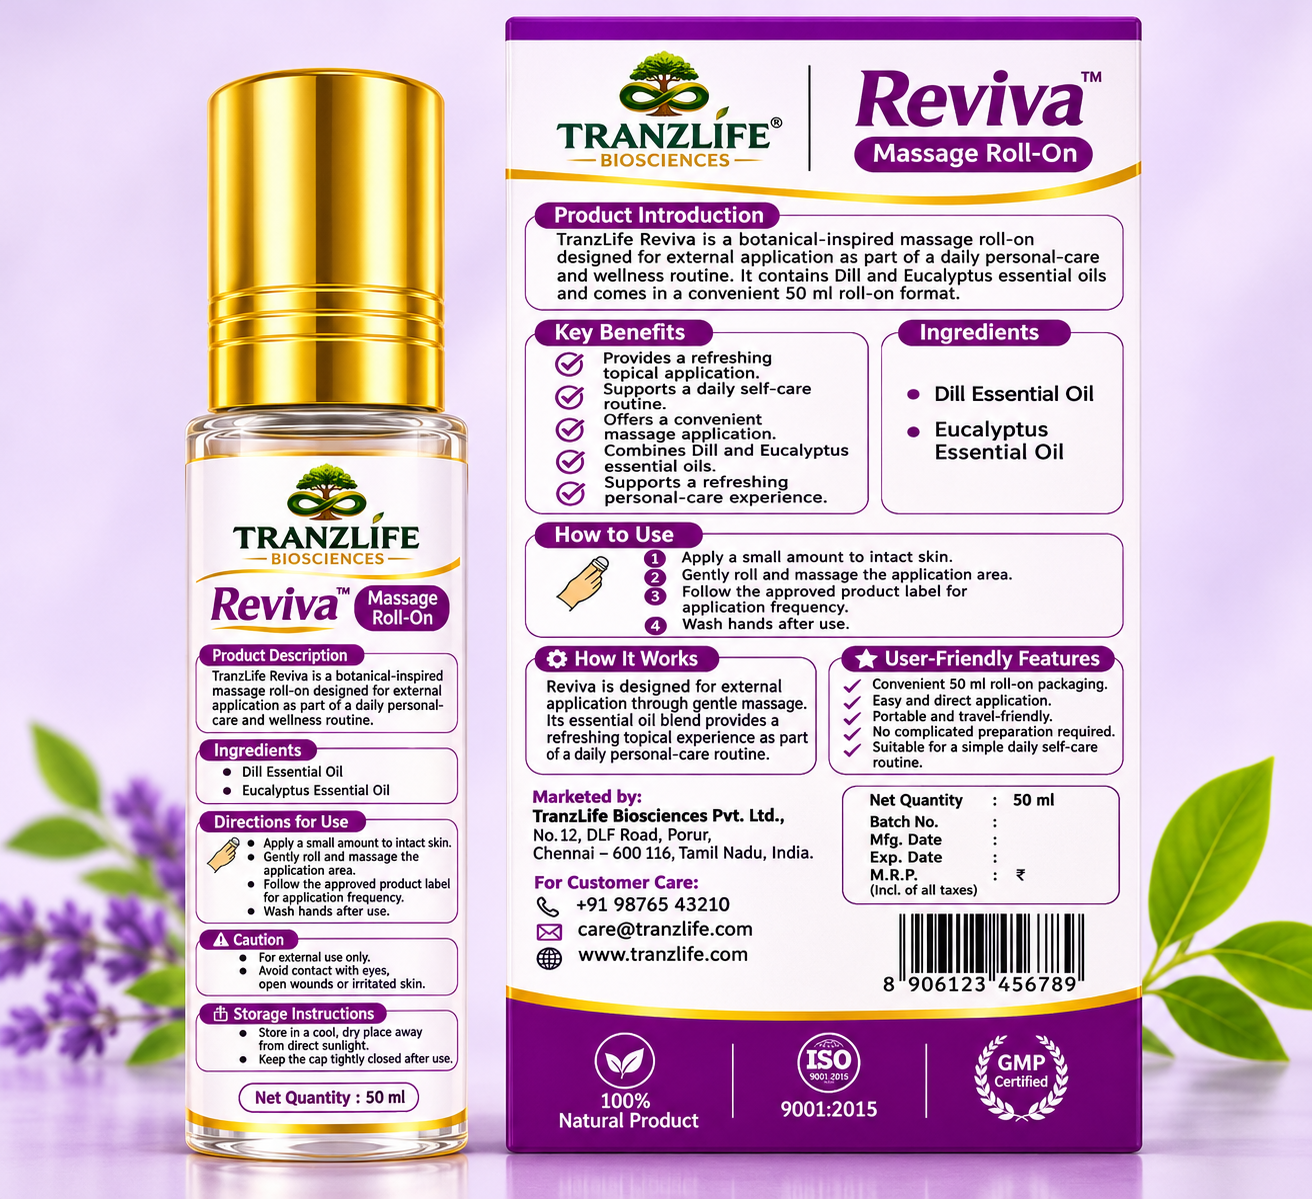 TRANZLIFE
BIOSCIENCES
Reviva™
Massage
Roll-On
Product Description
TranzLife Reviva is a botanical-inspired
massage roll-on designed for external
application as part of a daily personal-
care and wellness routine.
Ingredients
● Dill Essential Oil
● Eucalyptus Essential Oil
Directions for Use
● Apply a small amount to intact skin.
● Gently roll and massage the
application area.
● Follow the approved product label
for application frequency.
● Wash hands after use.
Caution
● For external use only.
● Avoid contact with eyes,
open wounds or irritated skin.
Storage Instructions
● Store in a cool, dry place away
from direct sunlight.
● Keep the cap tightly closed after use.
Net Quantity : 50 ml
TRANZLIFE®
BIOSCIENCES
Reviva™
Massage Roll-On
Product Introduction
TranzLife Reviva is a botanical-inspired massage roll-on
designed for external application as part of a daily personal-care
and wellness routine. It contains Dill and Eucalyptus essential oils
and comes in a convenient 50 ml roll-on format.
Key Benefits
Provides a refreshing
topical application.
Supports a daily self-care
routine.
Offers a convenient
massage application.
Combines Dill and Eucalyptus
essential oils.
Supports a refreshing
personal-care experience.
Ingredients
● Dill Essential Oil
● Eucalyptus
Essential Oil
How to Use
1 Apply a small amount to intact skin.
2 Gently roll and massage the application area.
3 Follow the approved product label for
application frequency.
4 Wash hands after use.
How It Works
Reviva is designed for external
application through gentle massage.
Its essential oil blend provides a
refreshing topical experience as part
of a daily personal-care routine.
User-Friendly Features
Convenient 50 ml roll-on packaging.
Easy and direct application.
Portable and travel-friendly.
No complicated preparation required.
Suitable for a simple daily self-care
routine.
Marketed by:
TranzLife Biosciences Pvt. Ltd.,
No.12, DLF Road, Porur,
Chennai – 600 116, Tamil Nadu, India.
For Customer Care:
+91 98765 43210
care@tranzlife.com
www.tranzlife.com
Net Quantity : 50 ml
Batch No. :
Mfg. Date :
Exp. Date :
M.R.P. : ₹
(Incl. of all taxes)
8 906123 456789
100%
Natural Product
ISO
9001:2015
9001:2015
GMP
Certified